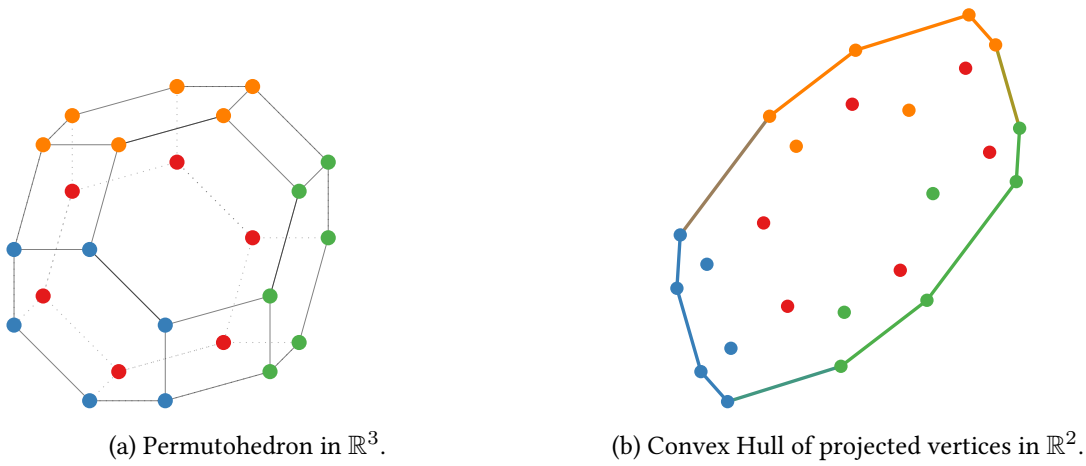 (a) Permutohedron in ℝ³.
(b) Convex Hull of projected vertices in ℝ².